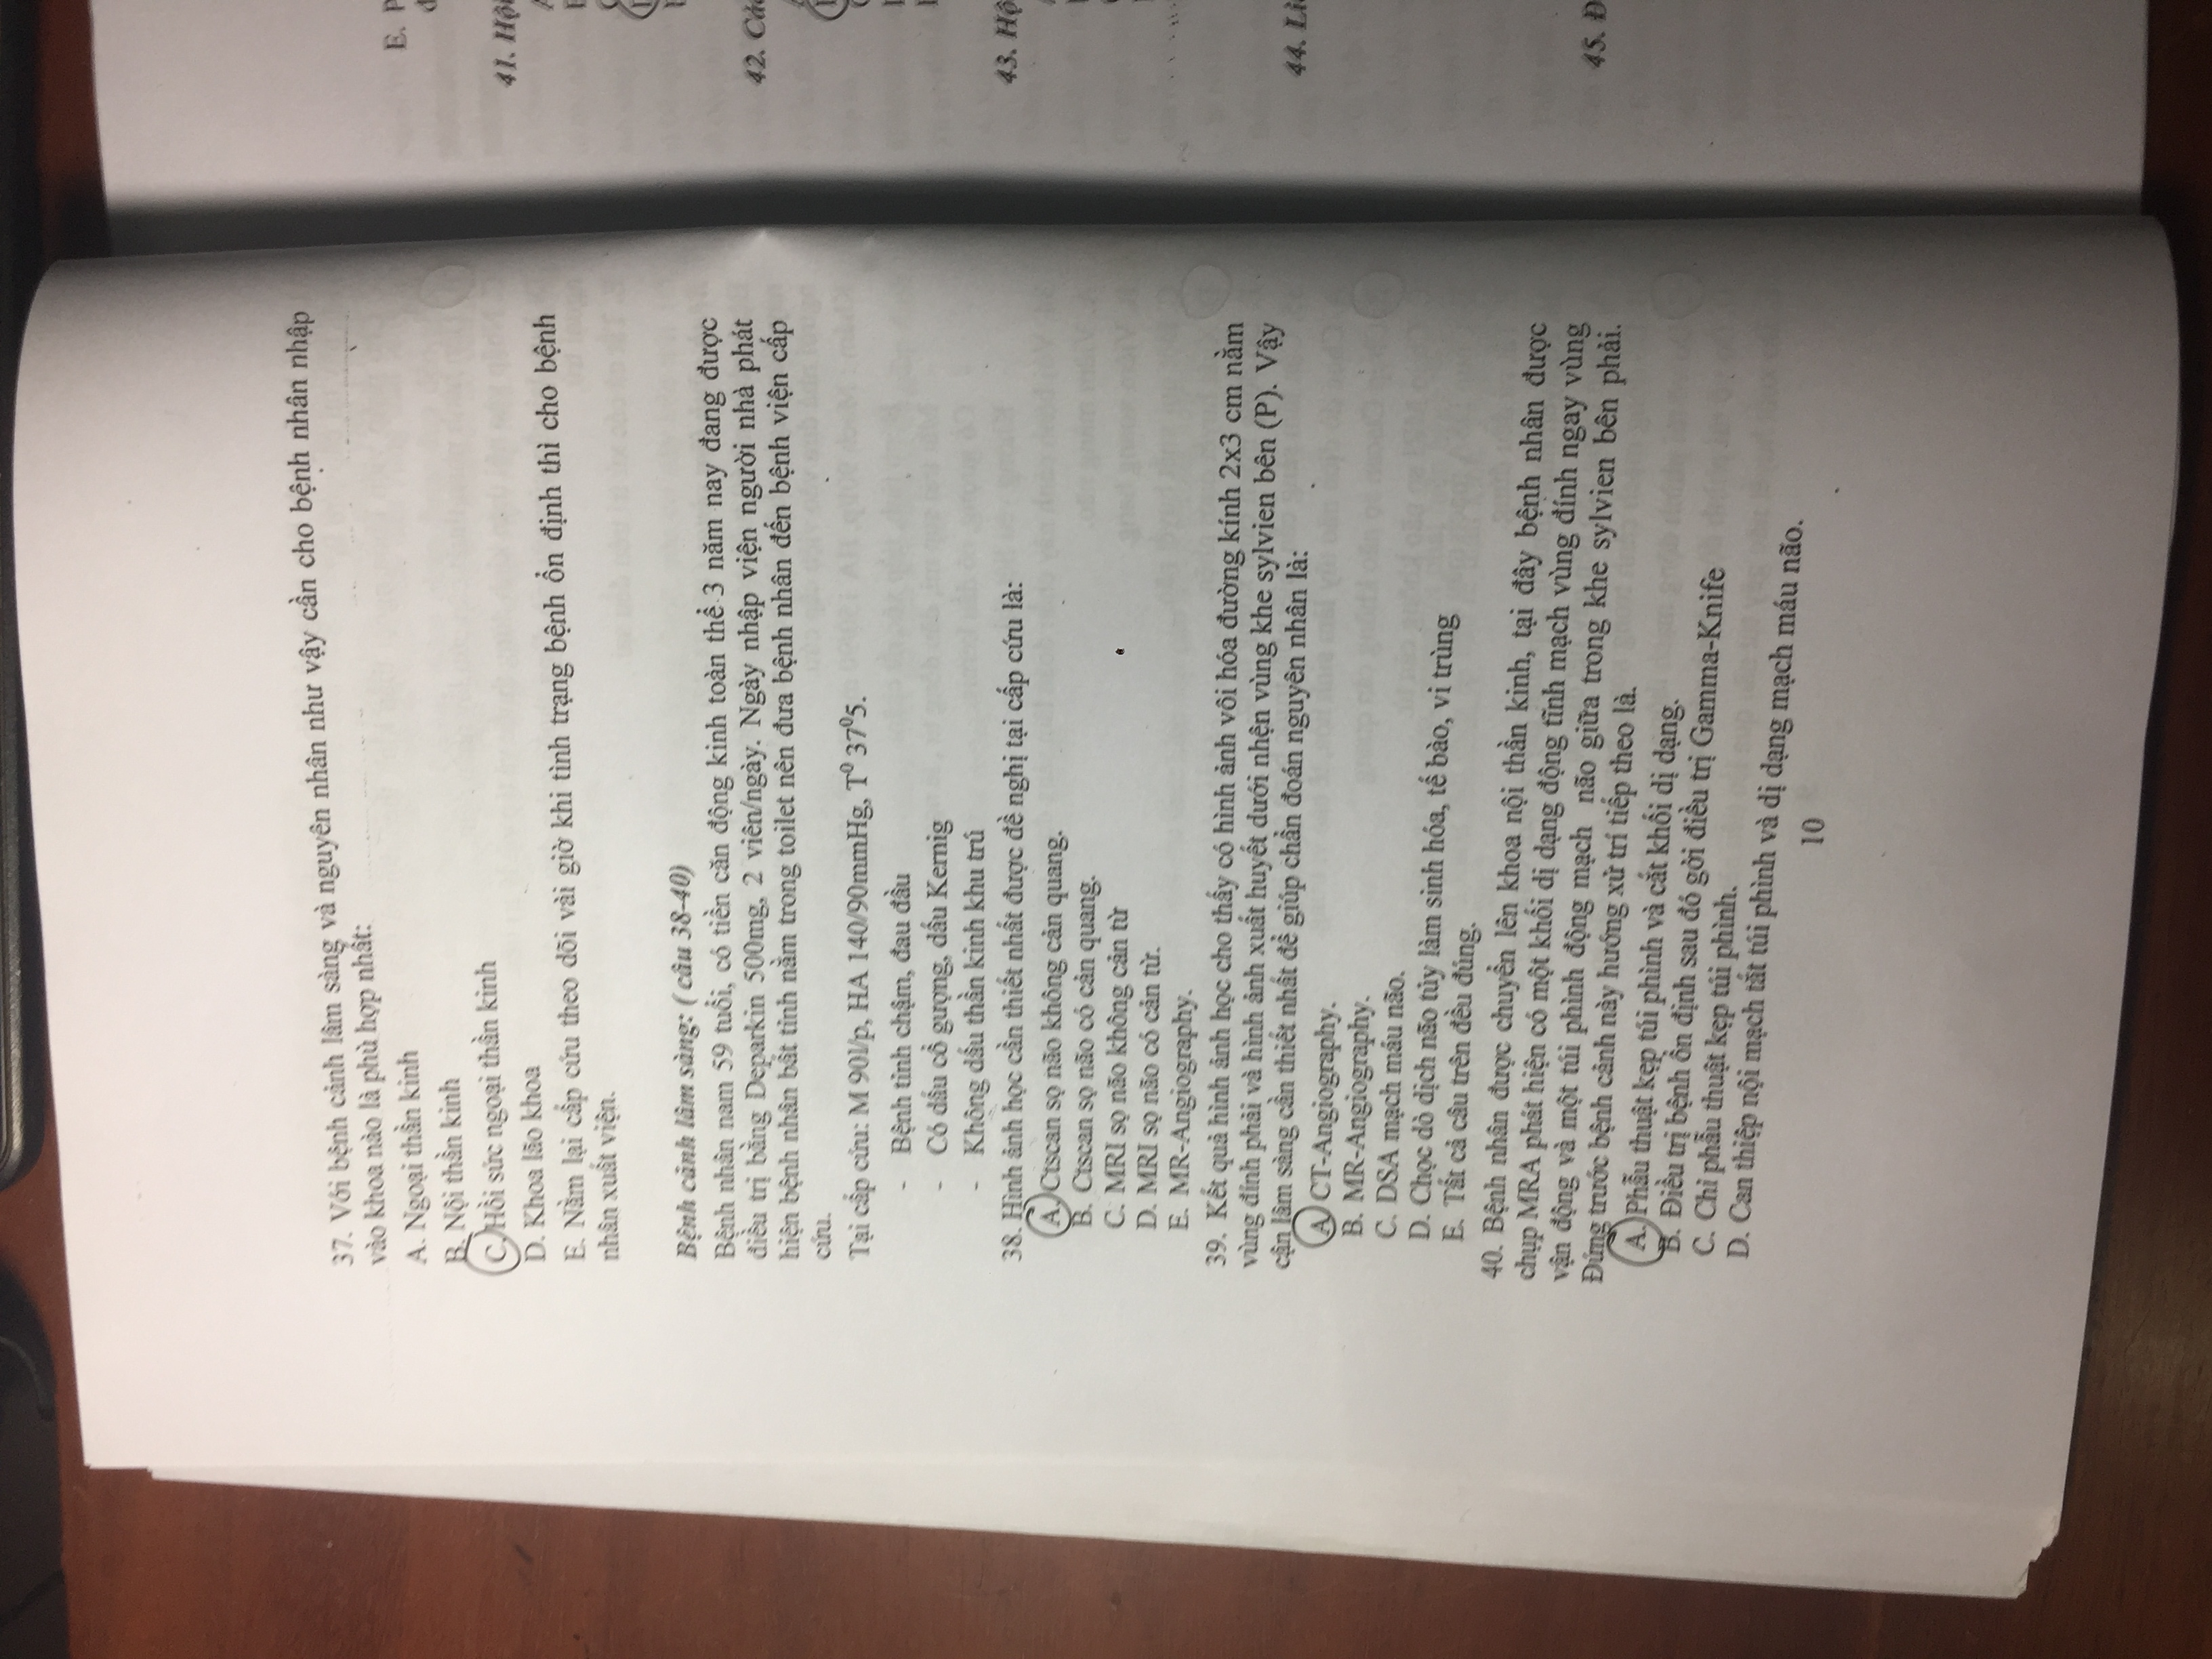 37. Với bệnh cảnh lâm sàng và nguyên nhân như vậy cần cho bệnh nhân nhập
vào khoa nào là phù hợp nhất:
A. Ngoại thần kinh
B. Nội thần kinh
C. Hồi sức ngoại thần kinh
D. Khoa lão khoa
E. Nằm lại cấp cứu theo dõi vài giờ khi tình trạng bệnh ổn định thì cho bệnh
nhân xuất viện.
Bệnh cảnh lâm sàng: ( câu 38-40)
Bệnh nhân nam 59 tuổi, có tiền căn động kinh toàn thể 3 năm nay đang được
điều trị bằng Deparkin 500mg, 2 viên/ngày. Ngày nhập viện người nhà phát
hiện bệnh nhân bất tỉnh nằm trong toilet nên đưa bệnh nhân đến bệnh viện cấp
cứu.
Tại cấp cứu: M 90l/p, HA 140/90mmHg, T⁰ 37⁰5.
- Bệnh tỉnh chậm, đau đầu
- Có dấu cổ gượng, dấu Kernig
- Không dấu thần kinh khu trú
38. Hình ảnh học cần thiết nhất được đề nghị tại cấp cứu là:
A. Ctscan sọ não không cản quang.
B. Ctscan sọ não có cản quang.
C. MRI sọ não không cản từ
D. MRI sọ não có cản từ.
E. MR-Angiography.
39. Kết quả hình ảnh học cho thấy có hình ảnh vôi hóa đường kính 2x3 cm nằm
vùng đính phải và hình ảnh xuất huyết dưới nhện vùng khe sylvien bên (P). Vậy
cận lâm sàng cần thiết nhất để giúp chẩn đoán nguyên nhân là:
A. CT-Angiography.
B. MR-Angiography.
C. DSA mạch máu não.
D. Chọc dò dịch não tủy làm sinh hóa, tế bào, vi trùng
E. Tất cả câu trên đều đúng.
40. Bệnh nhân được chuyển lên khoa nội thần kinh, tại đây bệnh nhân được
chụp MRA phát hiện có một khối dị dạng động tĩnh mạch vùng đính ngay vùng
vận động và một túi phình động mạch não giữa trong khe sylvien bên phải.
Đứng trước bệnh cảnh này hướng xử trí tiếp theo là.
A. Phẫu thuật kẹp túi phình và cắt khối dị dạng.
B. Điều trị bệnh ổn định sau đó gởi điều trị Gamma-Knife
C. Chỉ phẫu thuật kẹp túi phình.
D. Can thiệp nội mạch tắt túi phình và dị dạng mạch máu não.
10
E.
41.
42.
43.
44.
45. Đ